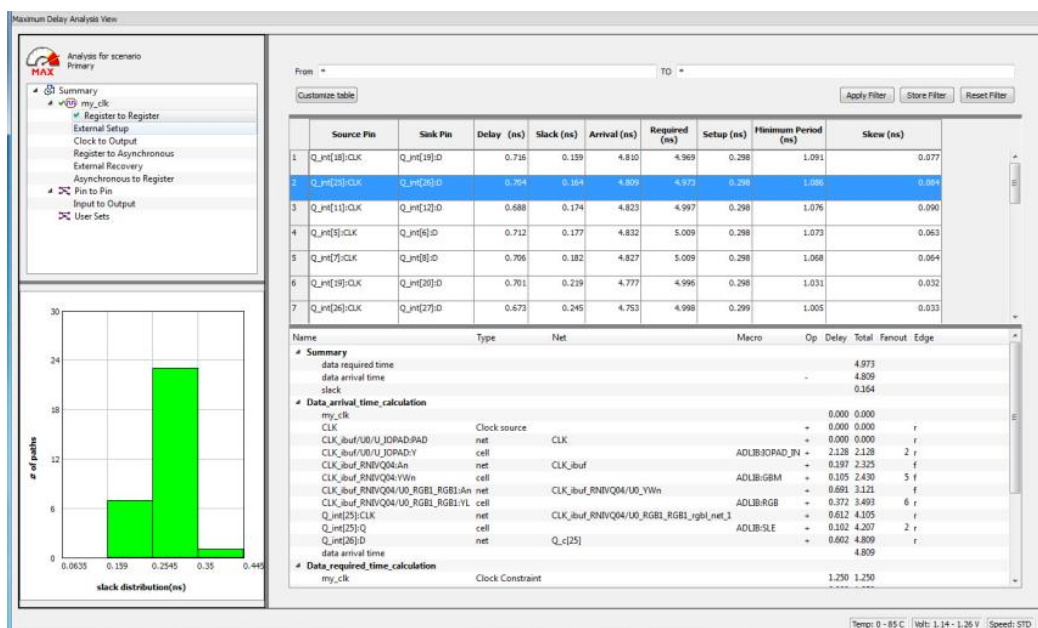 Maximum Delay Analysis View
MAX
Analysis for scenario
Primary
Summary
my_clk
Register to Register
External Setup
Clock to Output
Register to Asynchronous
External Recovery
Asynchronous to Register
Pin to Pin
Input to Output
User Sets
From * TO *
Customize table Apply Filter Store Filter Reset Filter
Source Pin Sink Pin Delay (ns) Slack (ns) Arrival (ns) Required (ns) Setup (ns) Minimum Period (ns) Skew (ns)
1 Q_int[18]:CLK Q_int[19]:D 0.716 0.159 4.810 4.969 0.298 1.091 0.077
2 Q_int[25]:CLK Q_int[26]:D 0.704 0.164 4.809 4.973 0.298 1.086 0.084
3 Q_int[11]:CLK Q_int[12]:D 0.688 0.174 4.823 4.997 0.298 1.076 0.090
4 Q_int[5]:CLK Q_int[6]:D 0.712 0.177 4.832 5.009 0.298 1.073 0.063
5 Q_int[7]:CLK Q_int[8]:D 0.706 0.182 4.827 5.009 0.298 1.068 0.064
6 Q_int[19]:CLK Q_int[20]:D 0.701 0.219 4.777 4.996 0.298 1.031 0.032
7 Q_int[26]:CLK Q_int[27]:D 0.673 0.245 4.753 4.998 0.299 1.005 0.033
30
24
18
12
6
0
# of paths
0.0635 0.159 0.2545 0.35 0.445
slack distribution(ns)
Name Type Net Macro Op Delay Total Fanout Edge
Summary
data required time 4.973
data arrival time - 4.809
slack 0.164
Data_arrival_time_calculation
my_clk 0.000 0.000
CLK Clock source + 0.000 0.000 r
CLK_ibuf/U0/U_IOPAD:PAD net CLK + 0.000 0.000 r
CLK_ibuf/U0/U_IOPAD:Y cell ADLIB:IOPAD_IN + 2.128 2.128 2 r
CLK_ibuf_RNIVQ04:An net CLK_ibuf + 0.197 2.325 f
CLK_ibuf_RNIVQ04:YWn cell ADLIB:GBM + 0.105 2.430 5 f
CLK_ibuf_RNIVQ04/U0_RGB1_RGB1:An net CLK_ibuf_RNIVQ04/U0_YWn + 0.691 3.121 f
CLK_ibuf_RNIVQ04/U0_RGB1_RGB1:YL cell ADLIB:RGB + 0.372 3.493 6 r
Q_int[25]:CLK net CLK_ibuf_RNIVQ04/U0_RGB1_RGB1_rgbl_net_1 + 0.612 4.105 r
Q_int[25]:Q cell ADLIB:SLE + 0.102 4.207 2 r
Q_int[26]:D net Q_c[25] + 0.602 4.809 r
data arrival time 4.809
Data_required_time_calculation
my_clk Clock Constraint 1.250 1.250
Temp: 0 - 85 C Volt: 1.14 - 1.26 V Speed: STD